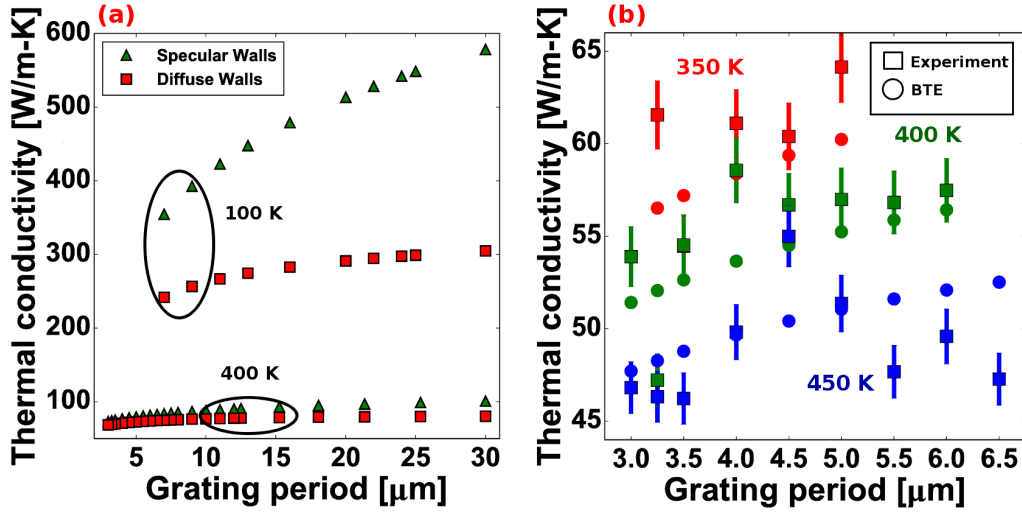 (a)
Thermal conductivity [W/m-K]
600
500
400
300
200
100
Specular Walls
Diffuse Walls
100 K
400 K
5
10
15
20
25
30
Grating period [μm]
(b)
Thermal conductivity [W/m-K]
65
60
55
50
45
350 K
Experiment
BTE
400 K
450 K
3.0
3.5
4.0
4.5
5.0
5.5
6.0
6.5
Grating period [μm]